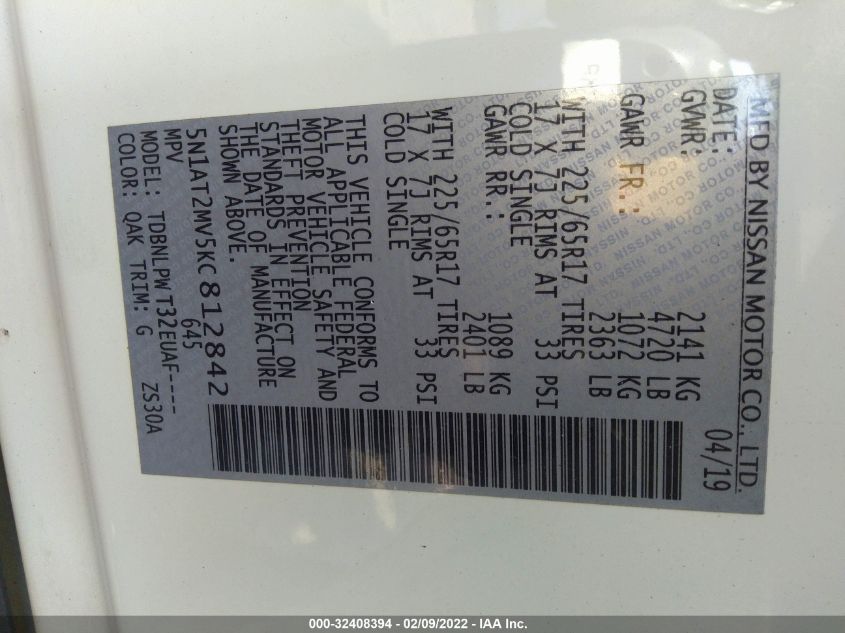 MFD BY NISSAN MOTOR CO., LTD.
DATE: 04/19
GVWR: 2141 KG
4720 LB
GAWR FR.: 1072 KG
2363 LB
WITH 225/65R17 TIRES
17 X 7J RIMS AT 33 PSI
COLD SINGLE
GAWR RR.: 1089 KG
2401 LB
WITH 225/65R17 TIRES
17 X 7J RIMS AT 33 PSI
COLD SINGLE
THIS VEHICLE CONFORMS TO
ALL APPLICABLE FEDERAL
MOTOR VEHICLE SAFETY AND
THEFT PREVENTION
STANDARDS IN EFFECT ON
THE DATE OF MANUFACTURE
SHOWN ABOVE.
5N1AT2MV5KC812842
MPV 645
MODEL: TDBNLPWT32EUAF----
COLOR: QAK TRIM: G ZS30A
000-32408394 - 02/09/2022 - IAA Inc.